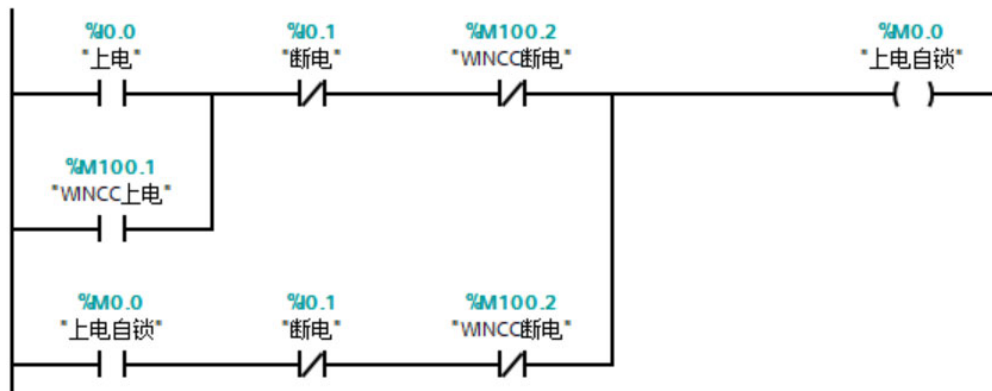 %I0.0 %I0.1 %M100.2 %M0.0
"上电" "断电" "WINCC断电" "上电自锁"
%M100.1
"WINCC上电"
%M0.0 %I0.1 %M100.2
"上电自锁" "断电" "WINCC断电"